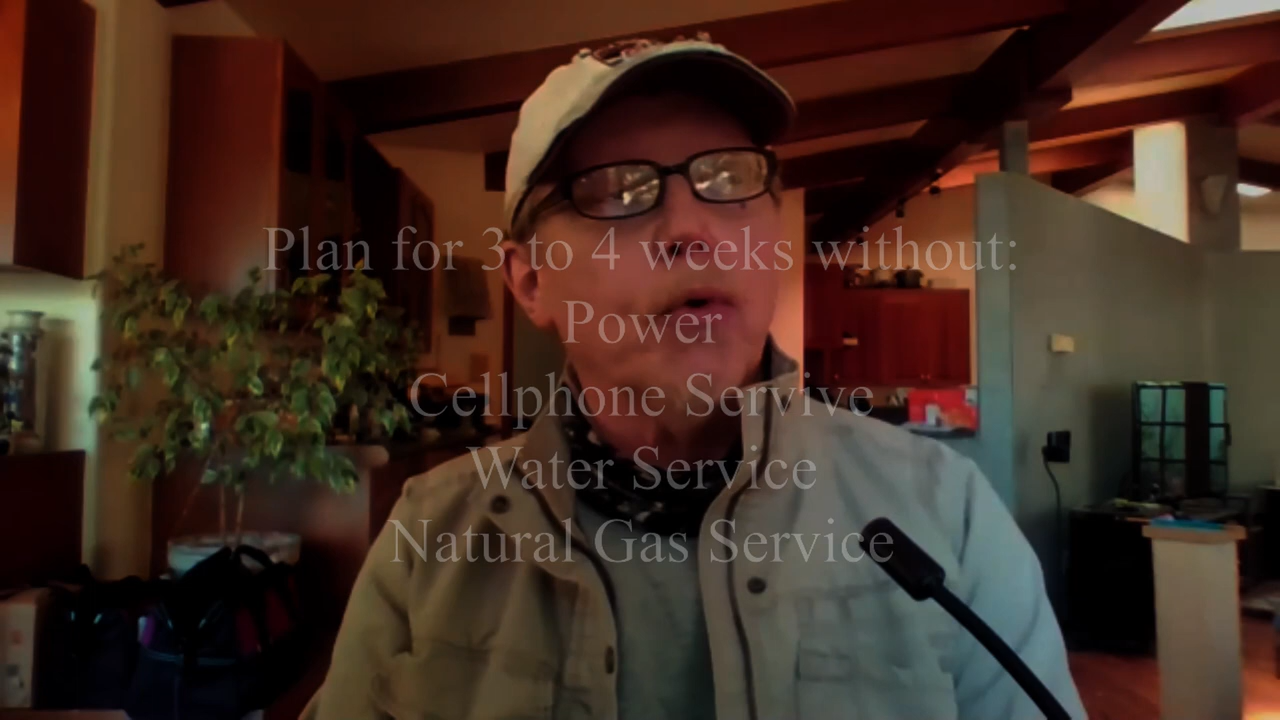 Plan for 3 to 4 weeks without:
Power
Cellphone Servive
Water Service
Natural Gas Service